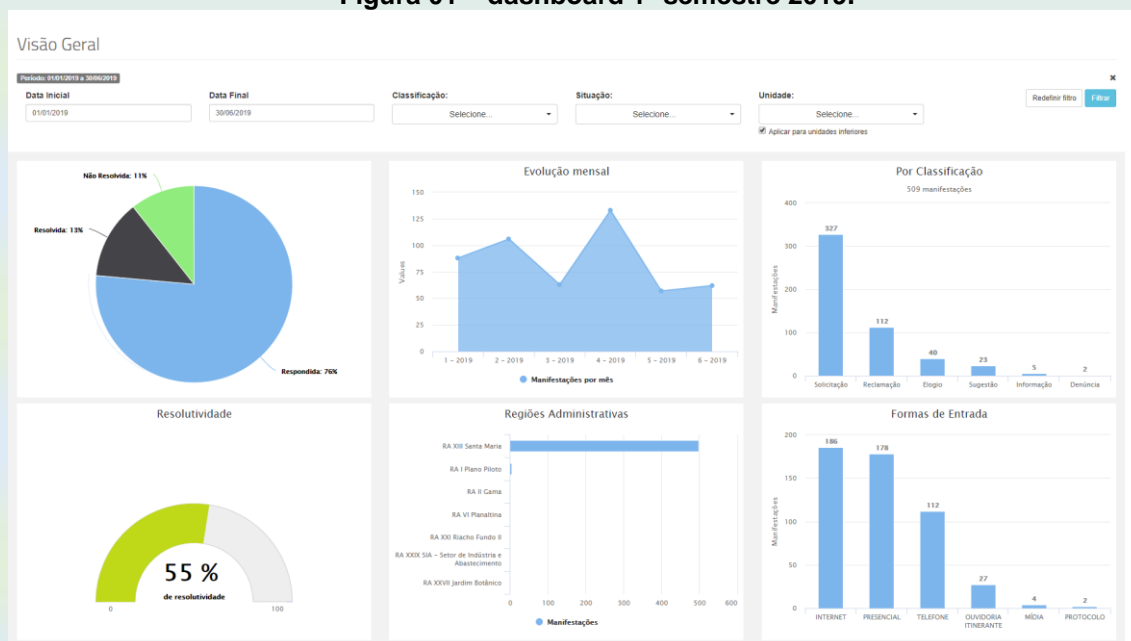 Figura 01 – dashboard 1º semestre 2019.
Visão Geral
Período: 01/01/2019 a 30/06/2019
Data Inicial
Data Final
Classificação:
Situação:
Unidade:
01/01/2019
30/06/2019
Selecione...
Selecione...
Selecione...
Redefinir filtro
Filtrar
Aplicar para unidades inferiores
Não Resolvida: 11%
Resolvida: 13%
Respondida: 76%
Evolução mensal
150
125
100
75
50
25
0
Values
1 - 2019
2 - 2019
3 - 2019
4 - 2019
5 - 2019
6 - 2019
Manifestações por mês
Por Classificação
509 manifestações
400
300
200
100
0
Manifestações
327
112
40
23
5
2
Solicitação
Reclamação
Elogio
Sugestão
Informação
Denúncia
Resolutividade
55 %
de resolutividade
0
100
Regiões Administrativas
RA XIII Santa Maria
RA I Plano Piloto
RA II Gama
RA VI Planaltina
RA XXI Riacho Fundo II
RA XXIX SIA - Setor de Indústria e
Abastecimento
RA XXVII Jardim Botânico
0
100
200
300
400
500
600
Manifestações
Formas de Entrada
200
150
100
50
0
Manifestações
186
178
112
27
4
2
INTERNET
PRESENCIAL
TELEFONE
OUVIDORIA
ITINERANTE
MÍDIA
PROTOCOLO